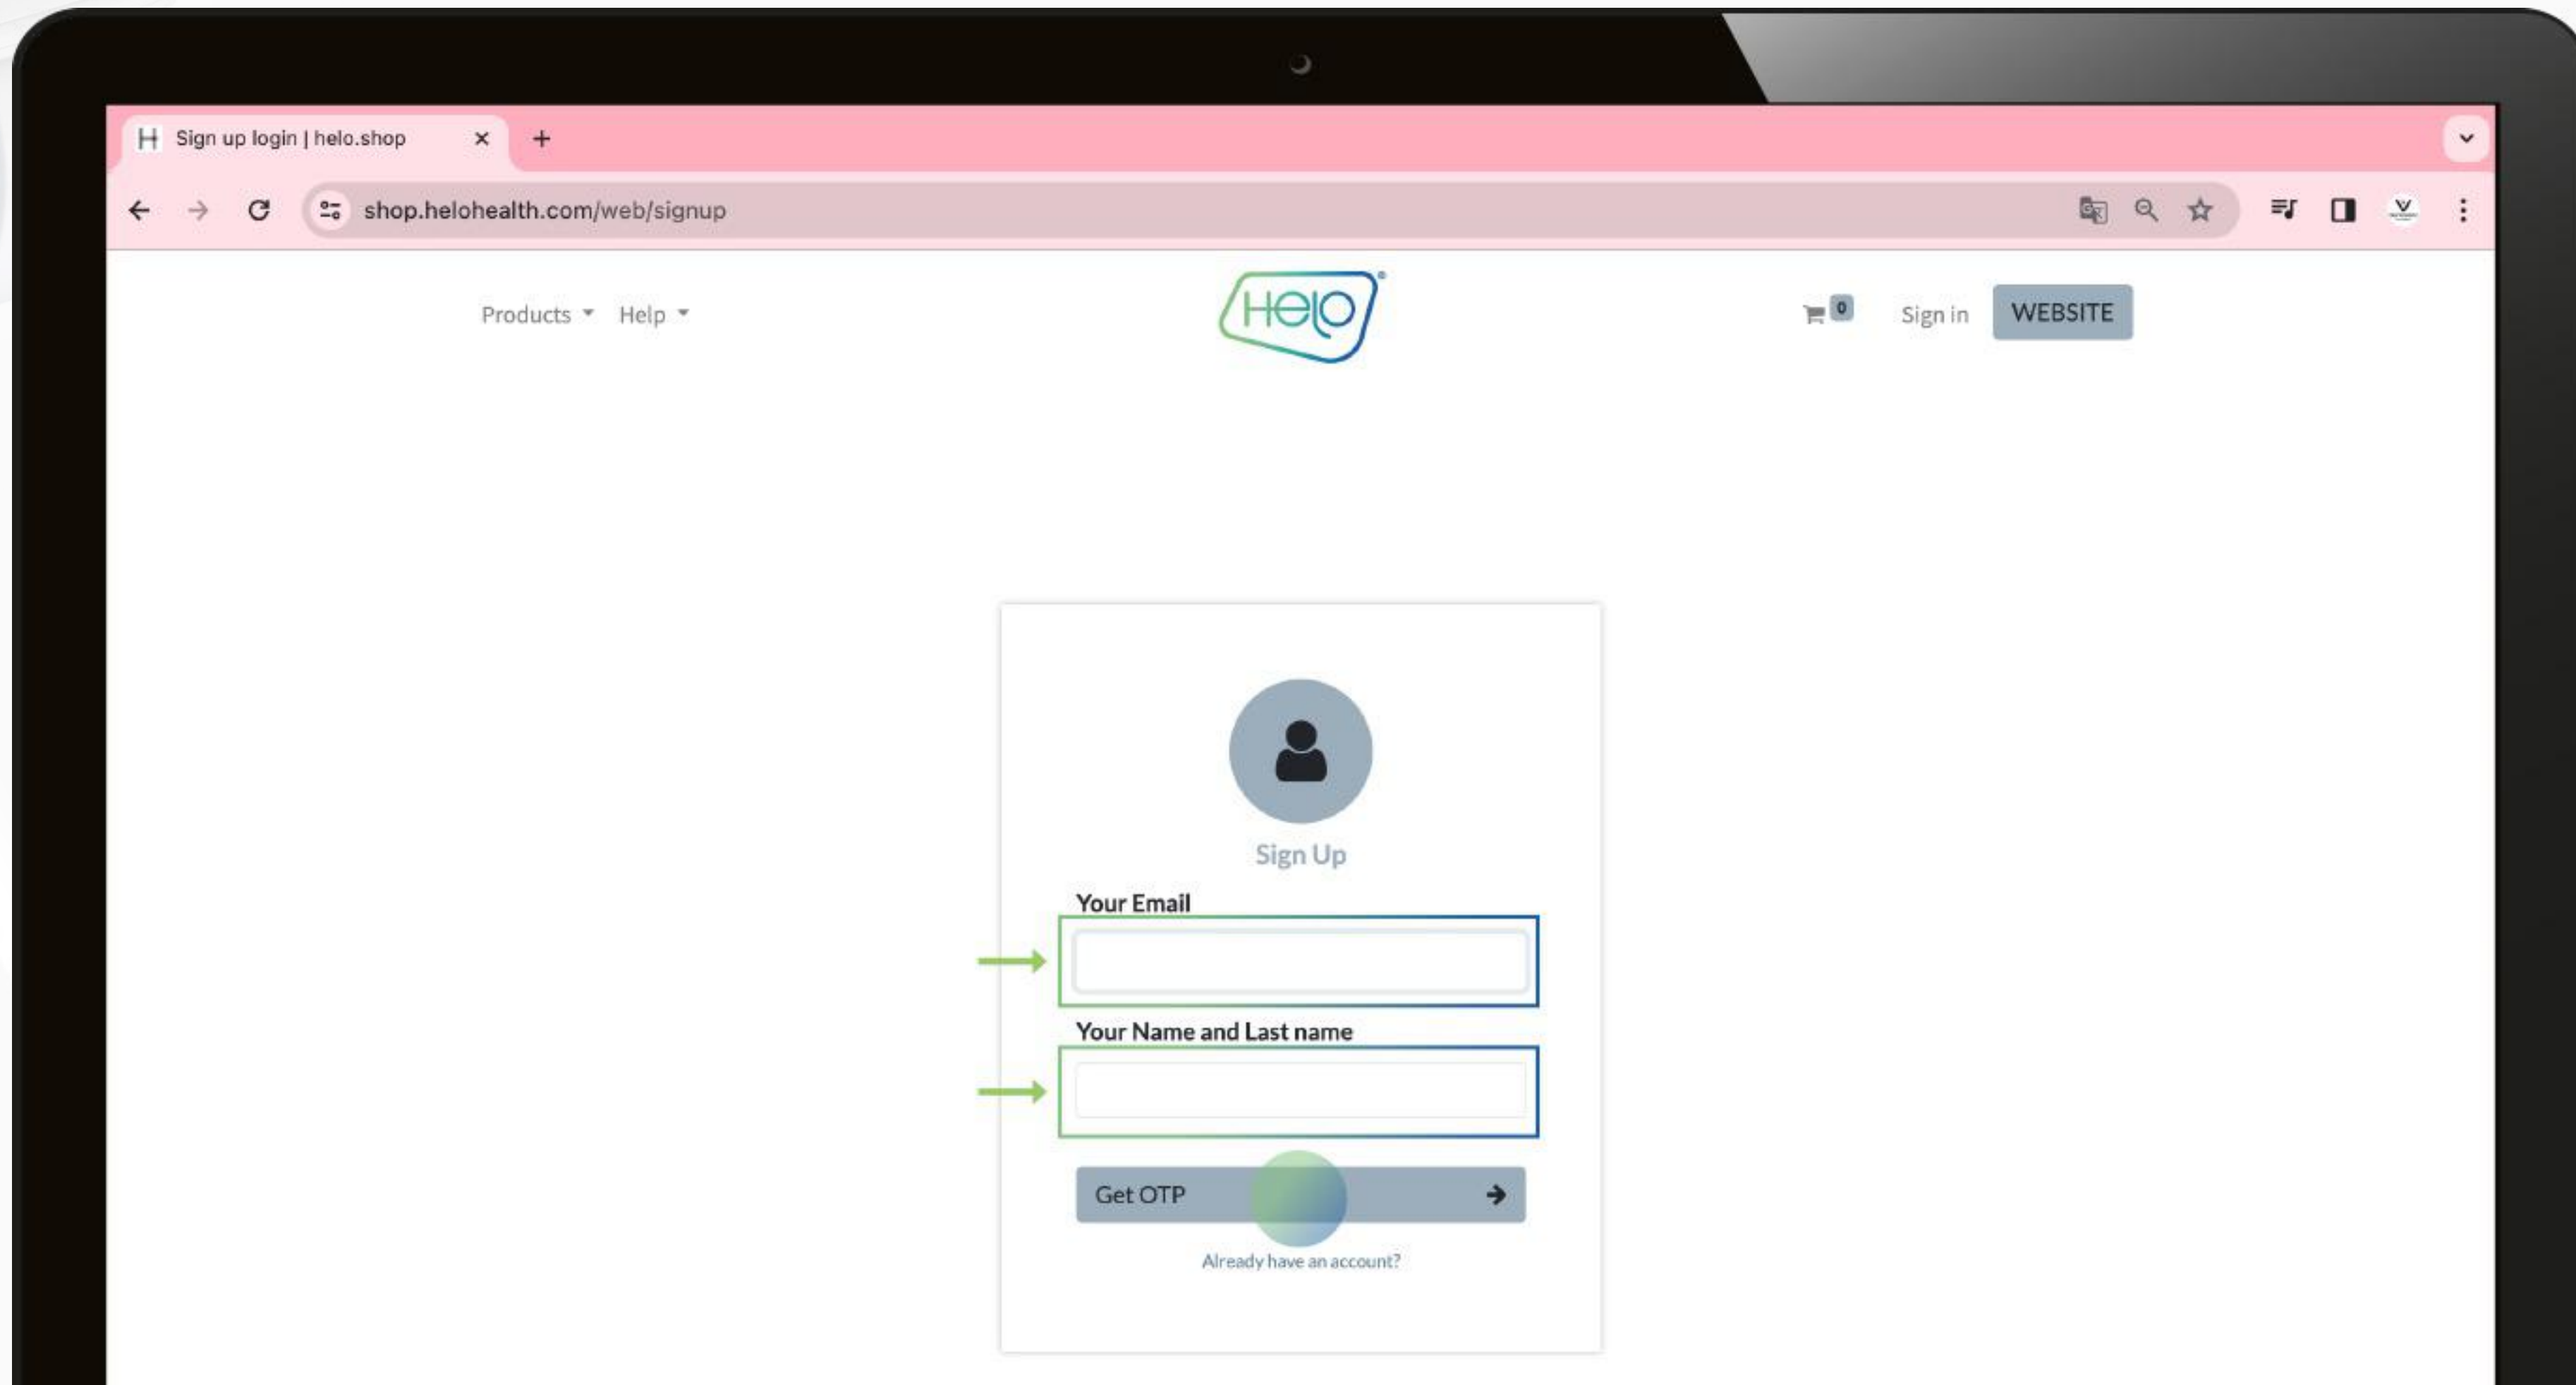 Sign up login | helo.shop
shop.helohealth.com/web/signup
Products Help
Helo
0 Sign in WEBSITE
Sign Up
Your Email
Your Name and Last name
Get OTP
Already have an account?